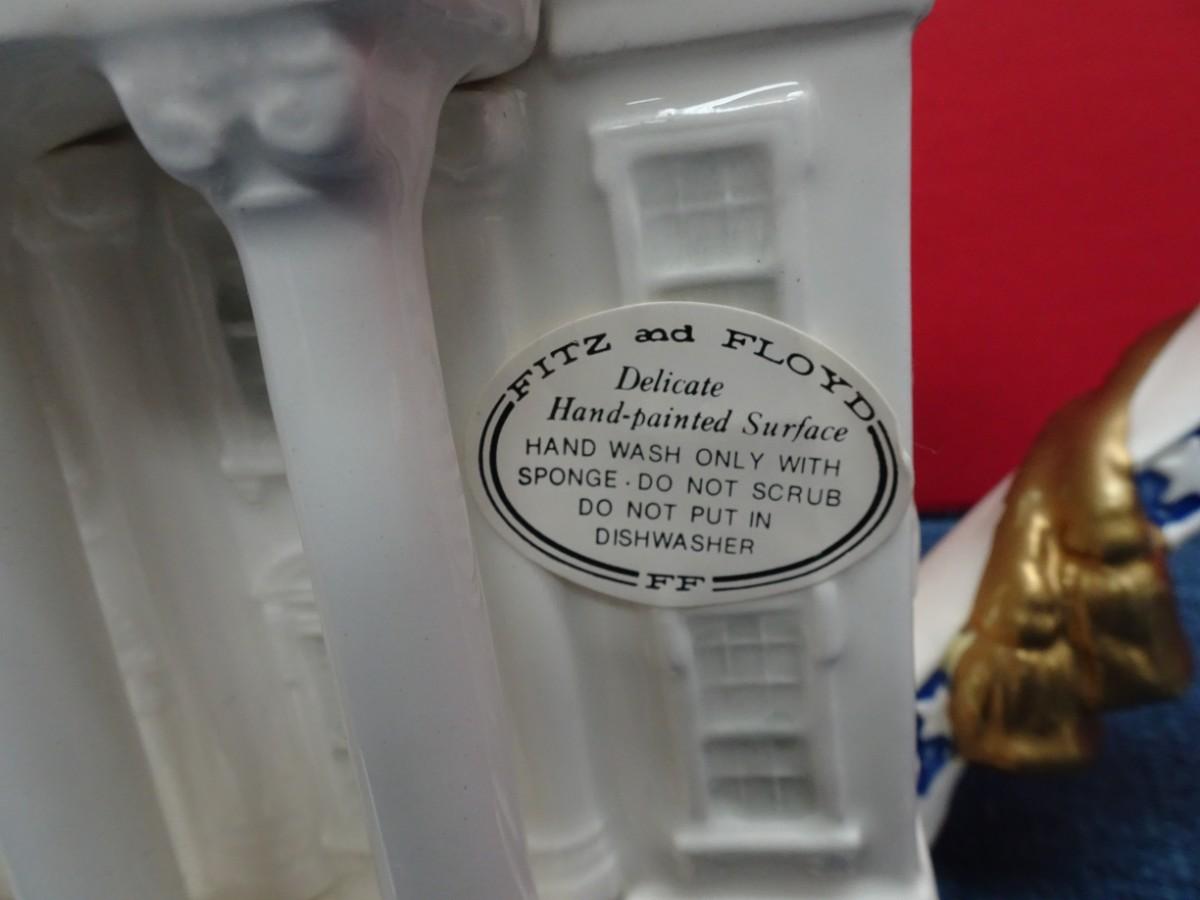 FITZ and FLOYD
Delicate
Hand-painted Surface
HAND WASH ONLY WITH
SPONGE · DO NOT SCRUB
DO NOT PUT IN
DISHWASHER
FF